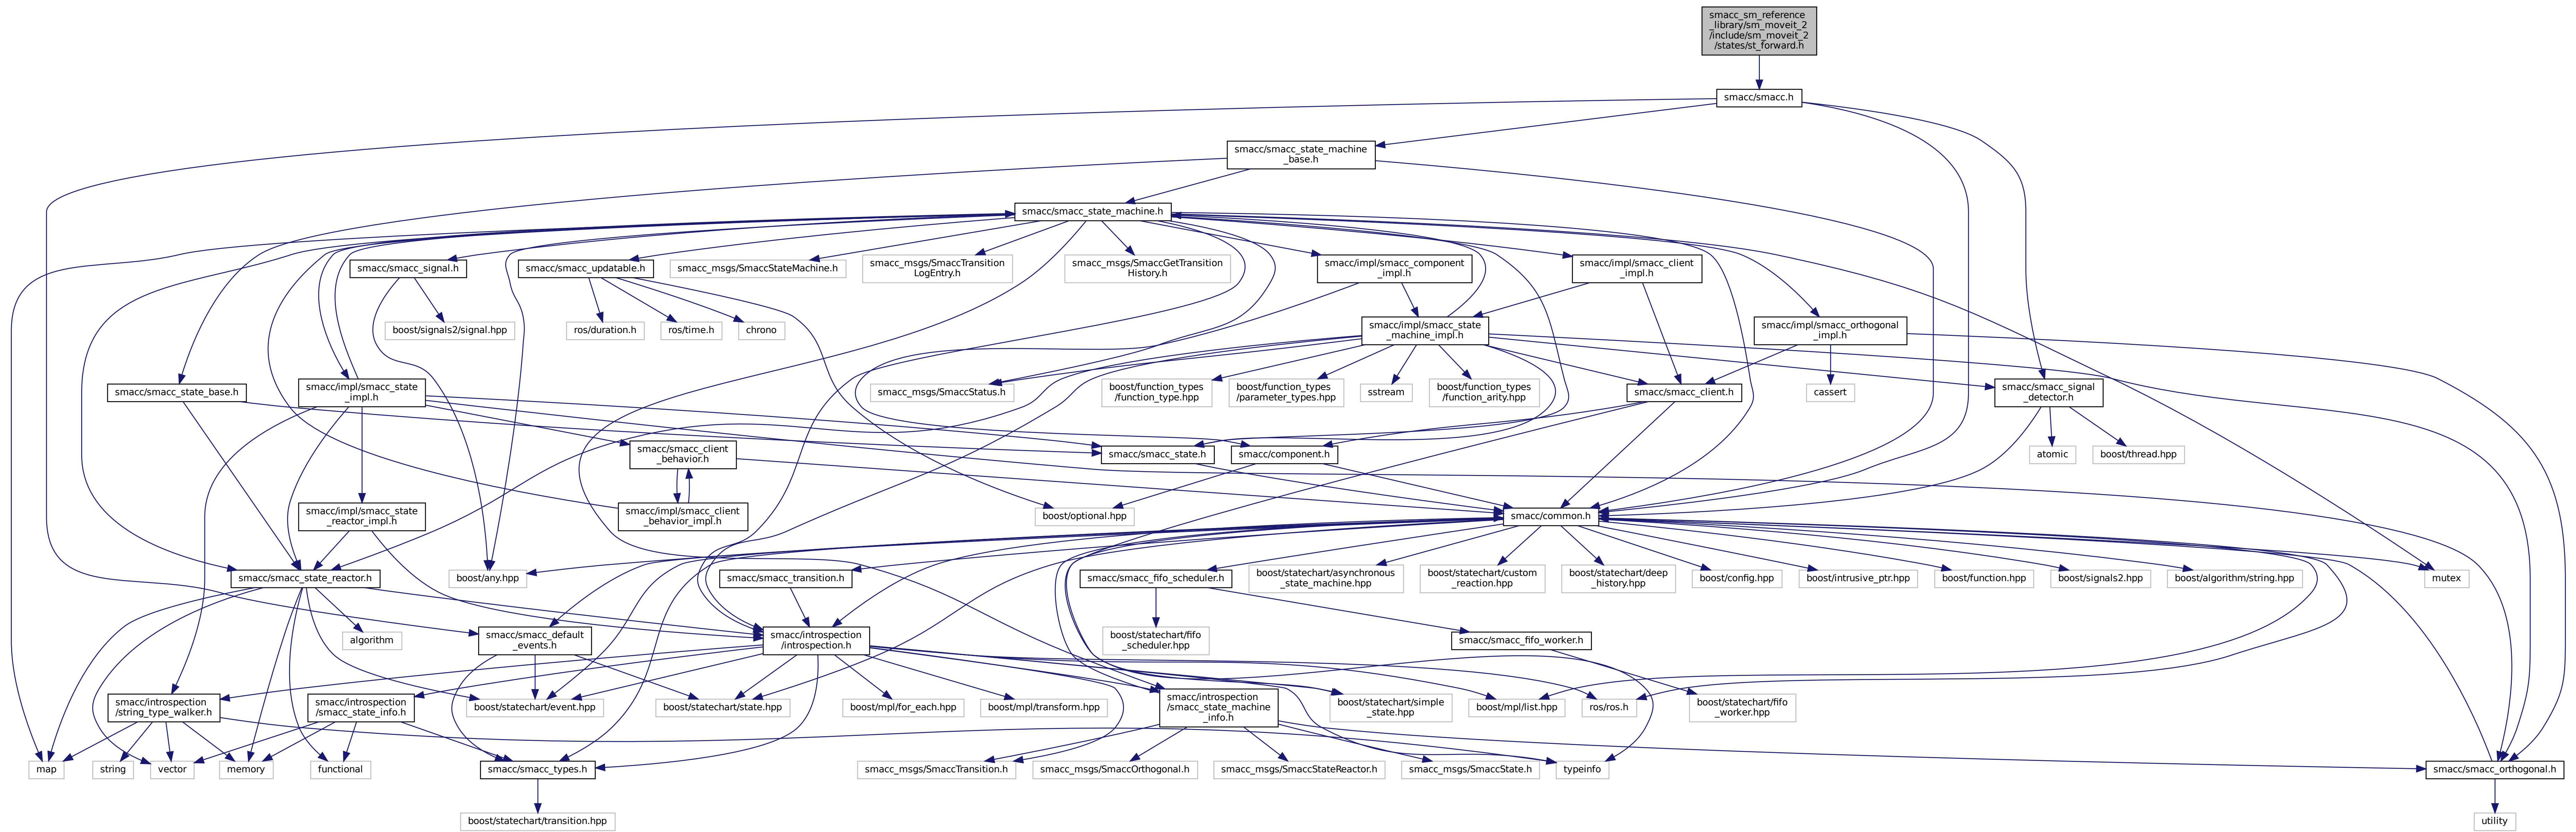 smacc_sm_reference
_library/sm_moveit_2
/include/sm_moveit_2
/states/st_forward.h
smacc/smacc.h
smacc/smacc_state_machine
_base.h
smacc/smacc_state_machine.h
smacc/smacc_signal.h
smacc/smacc_updatable.h
smacc_msgs/SmaccStateMachine.h
smacc_msgs/SmaccTransition
LogEntry.h
smacc_msgs/SmaccGetTransition
History.h
smacc/impl/smacc_component
_impl.h
smacc/impl/smacc_client
_impl.h
boost/signals2/signal.hpp
ros/duration.h
ros/time.h
chrono
smacc/impl/smacc_state
_machine_impl.h
smacc/impl/smacc_orthogonal
_impl.h
smacc/smacc_state_base.h
smacc/impl/smacc_state
_impl.h
smacc_msgs/SmaccStatus.h
boost/function_types
/function_type.hpp
boost/function_types
/parameter_types.hpp
sstream
boost/function_types
/function_arity.hpp
smacc/smacc_client.h
cassert
smacc/smacc_signal
_detector.h
smacc/smacc_client
_behavior.h
smacc/smacc_state.h
smacc/component.h
atomic
boost/thread.hpp
smacc/impl/smacc_state
_reactor_impl.h
smacc/impl/smacc_client
_behavior_impl.h
boost/optional.hpp
smacc/common.h
smacc/smacc_state_reactor.h
boost/any.hpp
smacc/smacc_transition.h
smacc/smacc_fifo_scheduler.h
boost/statechart/asynchronous
_state_machine.hpp
boost/statechart/custom
_reaction.hpp
boost/statechart/deep
_history.hpp
boost/config.hpp
boost/intrusive_ptr.hpp
boost/function.hpp
boost/signals2.hpp
boost/algorithm/string.hpp
mutex
algorithm
smacc/smacc_default
_events.h
smacc/introspection
/introspection.h
boost/statechart/fifo
_scheduler.hpp
smacc/smacc_fifo_worker.h
smacc/introspection
/string_type_walker.h
smacc/introspection
/smacc_state_info.h
boost/statechart/event.hpp
boost/statechart/state.hpp
boost/mpl/for_each.hpp
boost/mpl/transform.hpp
smacc/introspection
/smacc_state_machine
_info.h
boost/statechart/simple
_state.hpp
boost/mpl/list.hpp
ros/ros.h
boost/statechart/fifo
_worker.hpp
map
string
vector
memory
functional
smacc/smacc_types.h
smacc_msgs/SmaccTransition.h
smacc_msgs/SmaccOrthogonal.h
smacc_msgs/SmaccStateReactor.h
smacc_msgs/SmaccState.h
typeinfo
smacc/smacc_orthogonal.h
boost/statechart/transition.hpp
utility